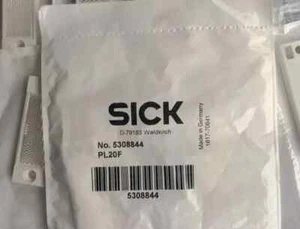 SICK
D-79183 Waldkirch
No. 5308844
PL20F
Made in Germany
5308844